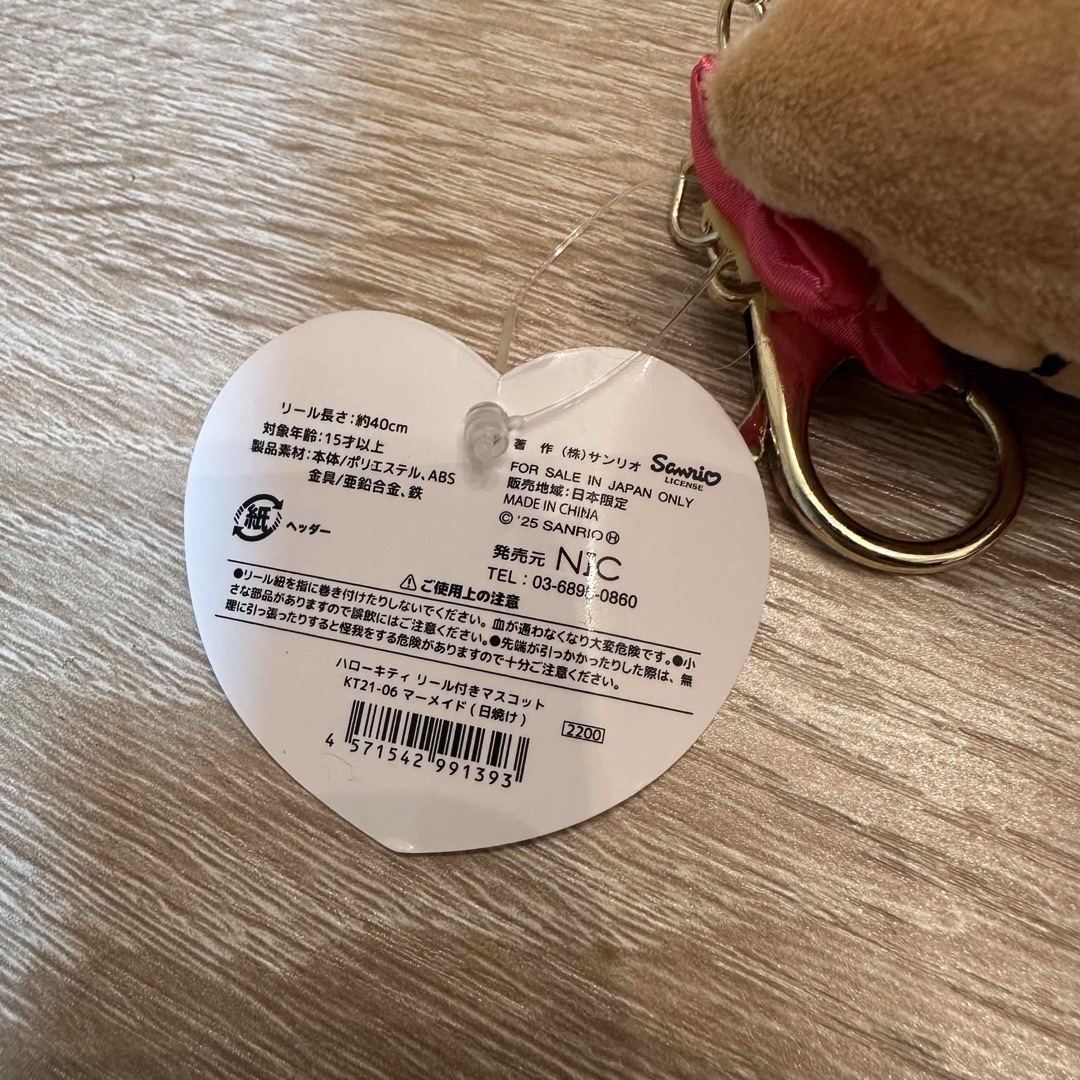 リール長さ：約40cm
対象年齢：15才以上
製品素材：本体/ポリエステル、ABS
金具/亜鉛合金、鉄
紙 ヘッダー
著 作 （株）サンリオ
Sanrio
LICENSE
FOR SALE IN JAPAN ONLY
販売地域：日本限定
MADE IN CHINA
© '25 SANRIO Ⓗ
発売元 NIC
TEL : 03-6895-0860
⚠ご使用上の注意
●リール紐を指に巻き付けたりしないでください。血が通わなくなり大変危険です。●小
さな部品がありますので誤飲にはご注意ください。●先端が引っかかったりした際は、無
理に引っ張ったりすると怪我をする危険がありますので十分ご注意ください。
ハローキティ リール付きマスコット
KT21-06 マーメイド（日焼け）
2200
4 571542 991393